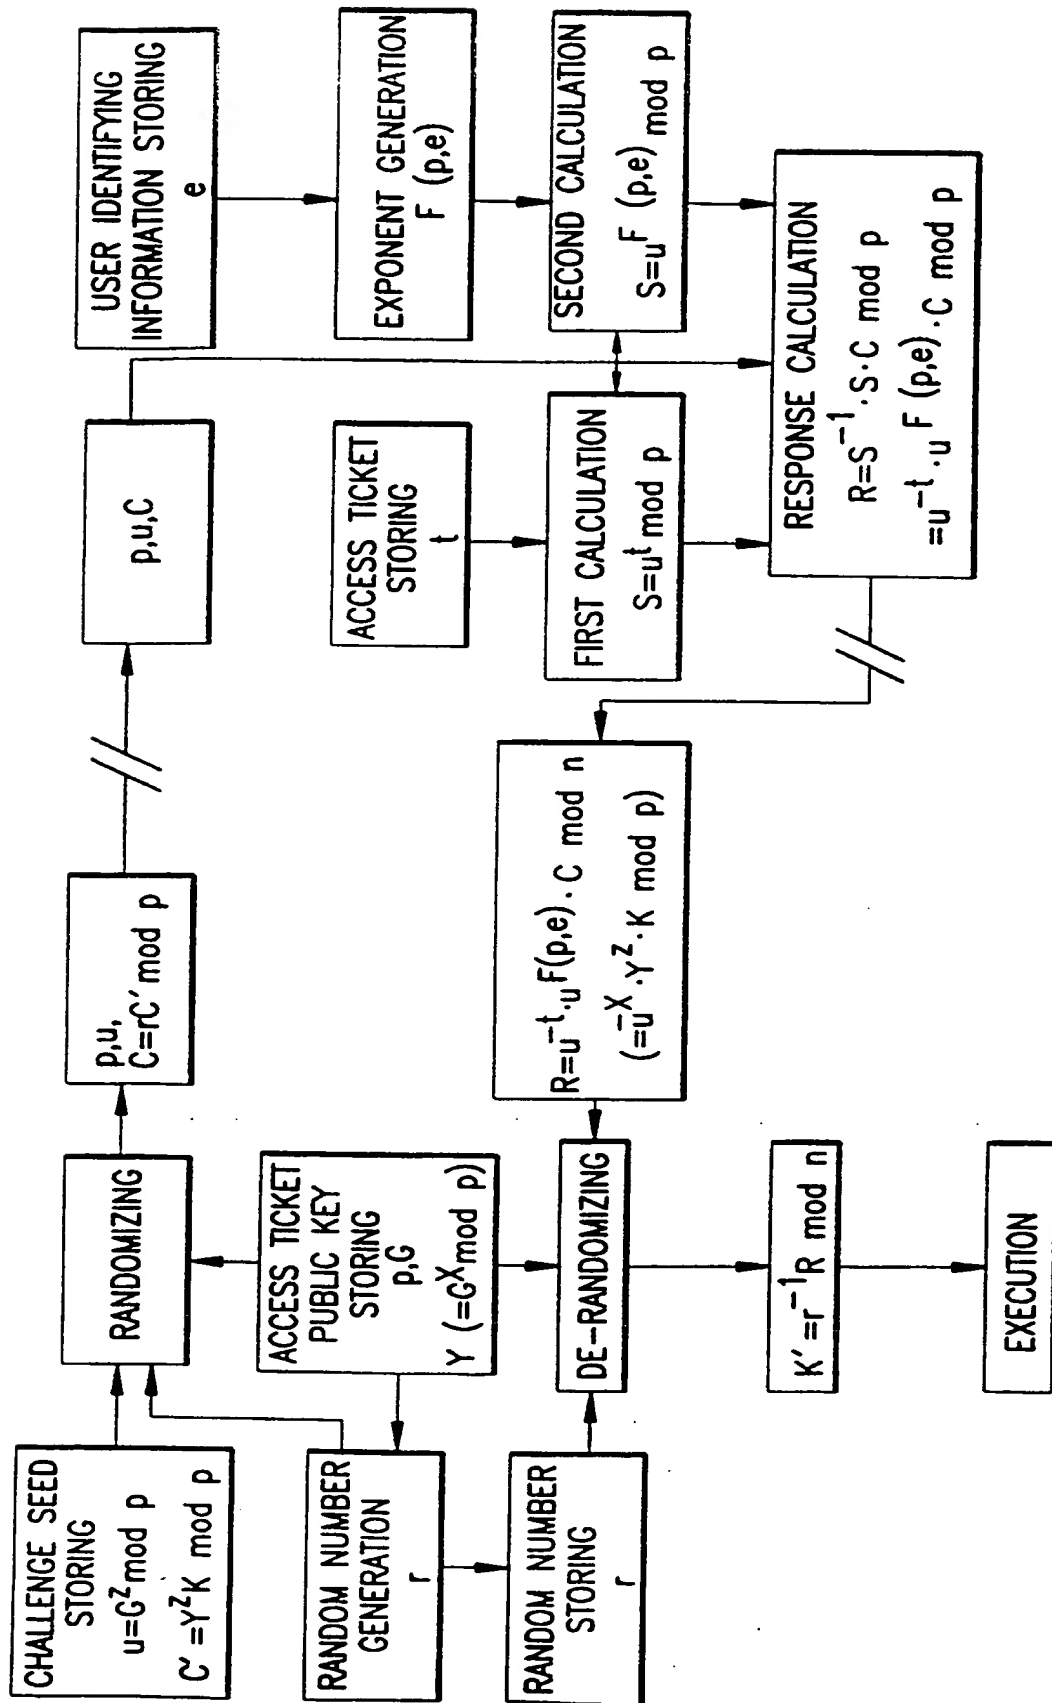 CHALLENGE SEED
STORING
u=G^z mod p
C'=Y^z K mod p
RANDOMIZING
p,u,
C=rC' mod p
p,u,C
USER IDENTIFYING
INFORMATION STORING
e
RANDOM NUMBER
GENERATION
r
ACCESS TICKET
PUBLIC KEY
STORING
p,G
Y (=G^X mod p)
ACCESS TICKET
STORING
t
EXPONENT GENERATION
F (p,e)
RANDOM NUMBER
STORING
r
DE-RANDOMIZING
R=u^-t·u^F(p,e)·C mod n
(=u^-X·Y^z·K mod p)
FIRST CALCULATION
S=u^t mod p
SECOND CALCULATION
S=u^F (p,e) mod p
K'=r^-1 R mod n
RESPONSE CALCULATION
R=S^-1·S·C mod p
=u^-t·u^F (p,e)·C mod p
EXECUTION